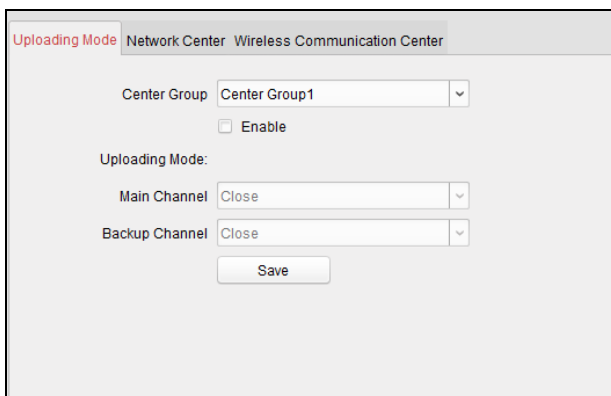 Uploading Mode Network Center Wireless Communication Center
Center Group Center Group1
Enable
Uploading Mode:
Main Channel Close
Backup Channel Close
Save